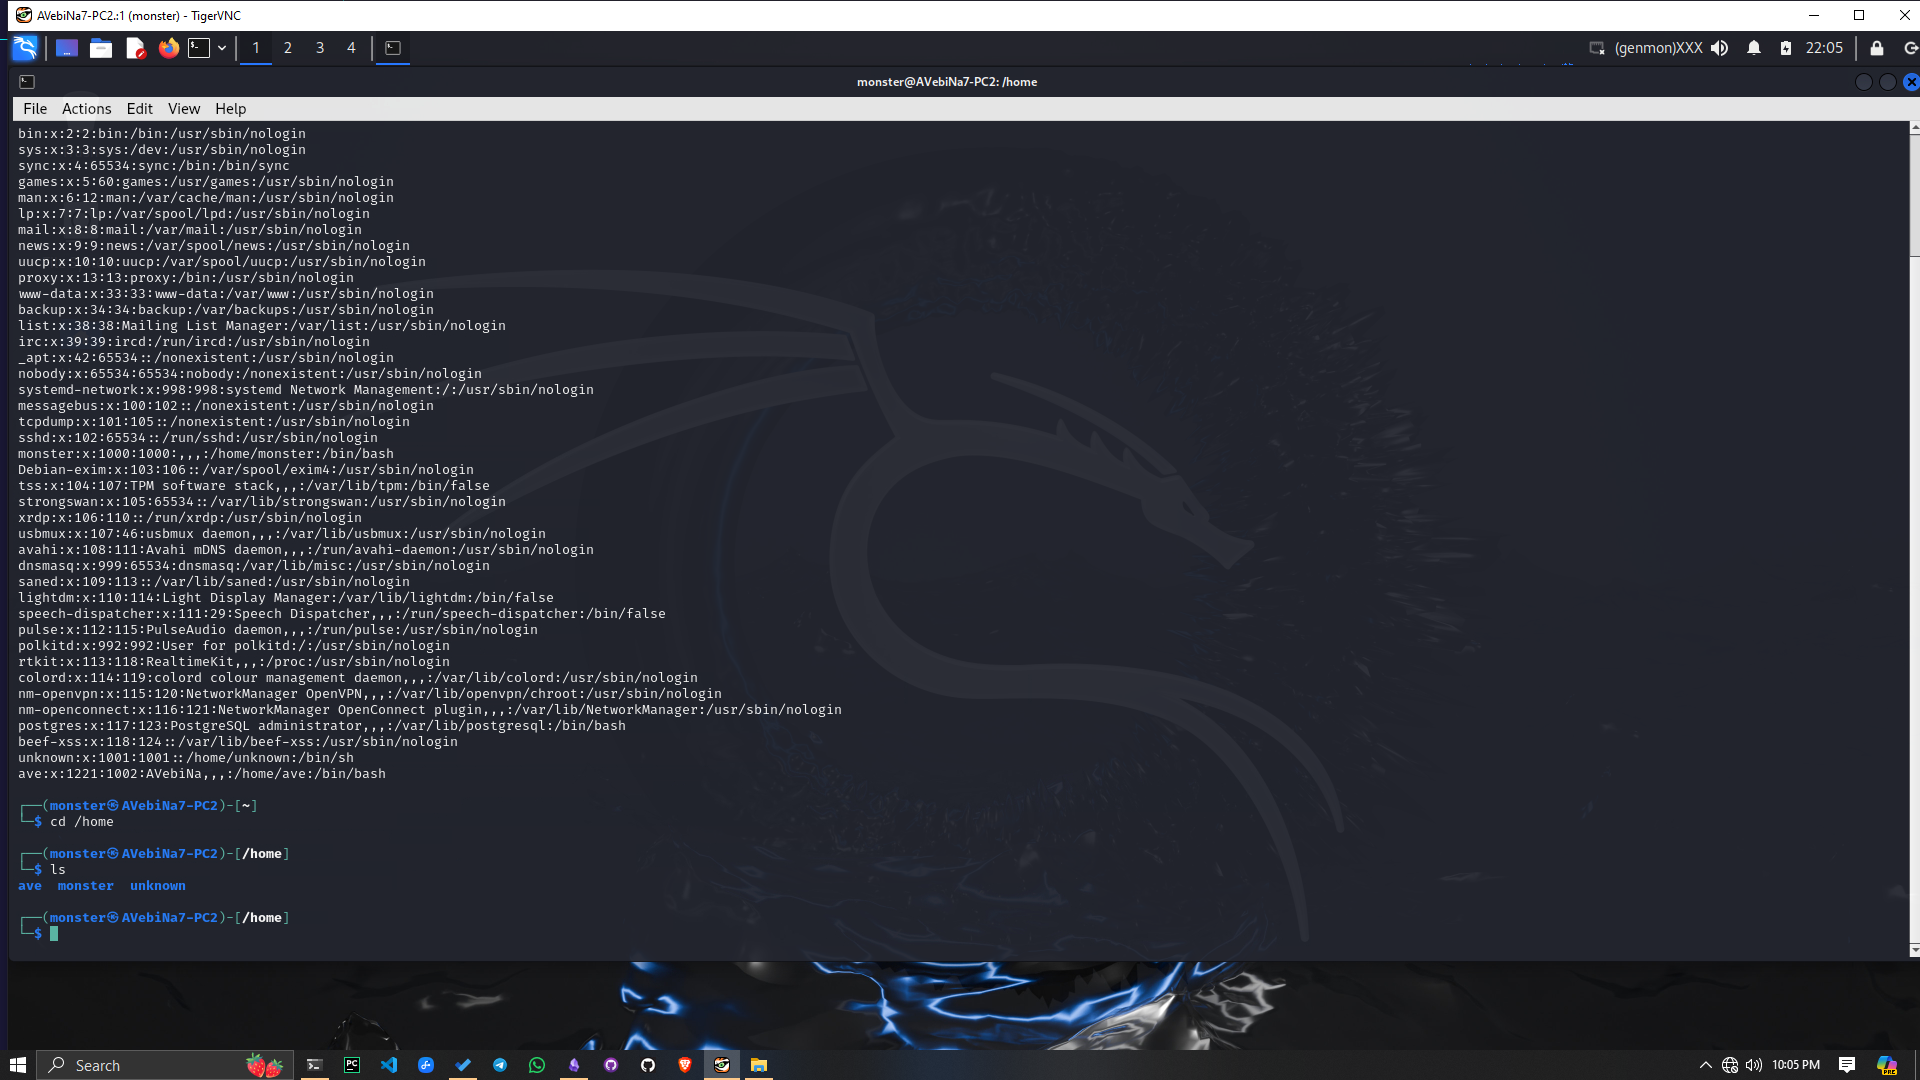 AVebiNa7-PC2.:1 (monster) - TigerVNC
1 2 3 4 (genmon)XXX 22:05
monster@AVebiNa7-PC2: /home
File Actions Edit View Help
bin:x:2:2:bin:/bin:/usr/sbin/nologin
sys:x:3:3:sys:/dev:/usr/sbin/nologin
sync:x:4:65534:sync:/bin:/bin/sync
games:x:5:60:games:/usr/games:/usr/sbin/nologin
man:x:6:12:man:/var/cache/man:/usr/sbin/nologin
lp:x:7:7:lp:/var/spool/lpd:/usr/sbin/nologin
mail:x:8:8:mail:/var/mail:/usr/sbin/nologin
news:x:9:9:news:/var/spool/news:/usr/sbin/nologin
uucp:x:10:10:uucp:/var/spool/uucp:/usr/sbin/nologin
proxy:x:13:13:proxy:/bin:/usr/sbin/nologin
www-data:x:33:33:www-data:/var/www:/usr/sbin/nologin
backup:x:34:34:backup:/var/backups:/usr/sbin/nologin
list:x:38:38:Mailing List Manager:/var/list:/usr/sbin/nologin
irc:x:39:39:ircd:/run/ircd:/usr/sbin/nologin
_apt:x:42:65534::/nonexistent:/usr/sbin/nologin
nobody:x:65534:65534:nobody:/nonexistent:/usr/sbin/nologin
systemd-network:x:998:998:systemd Network Management:/:/usr/sbin/nologin
messagebus:x:100:102::/nonexistent:/usr/sbin/nologin
tcpdump:x:101:105::/nonexistent:/usr/sbin/nologin
sshd:x:102:65534::/run/sshd:/usr/sbin/nologin
monster:x:1000:1000:,,,:/home/monster:/bin/bash
Debian-exim:x:103:106::/var/spool/exim4:/usr/sbin/nologin
tss:x:104:107:TPM software stack,,,:/var/lib/tpm:/bin/false
strongswan:x:105:65534::/var/lib/strongswan:/usr/sbin/nologin
xrdp:x:106:110::/run/xrdp:/usr/sbin/nologin
usbmux:x:107:46:usbmux daemon,,,:/var/lib/usbmux:/usr/sbin/nologin
avahi:x:108:111:Avahi mDNS daemon,,,:/run/avahi-daemon:/usr/sbin/nologin
dnsmasq:x:999:65534:dnsmasq:/var/lib/misc:/usr/sbin/nologin
saned:x:109:113::/var/lib/saned:/usr/sbin/nologin
lightdm:x:110:114:Light Display Manager:/var/lib/lightdm:/bin/false
speech-dispatcher:x:111:29:Speech Dispatcher,,,:/run/speech-dispatcher:/bin/false
pulse:x:112:115:PulseAudio daemon,,,:/run/pulse:/usr/sbin/nologin
polkitd:x:992:992:User for polkitd:/:/usr/sbin/nologin
rtkit:x:113:118:RealtimeKit,,,:/proc:/usr/sbin/nologin
colord:x:114:119:colord colour management daemon,,,:/var/lib/colord:/usr/sbin/nologin
nm-openvpn:x:115:120:NetworkManager OpenVPN,,,:/var/lib/openvpn/chroot:/usr/sbin/nologin
nm-openconnect:x:116:121:NetworkManager OpenConnect plugin,,,:/var/lib/NetworkManager:/usr/sbin/nologin
postgres:x:117:123:PostgreSQL administrator,,,:/var/lib/postgresql:/bin/bash
beef-xss:x:118:124::/var/lib/beef-xss:/usr/sbin/nologin
unknown:x:1001:1001::/home/unknown:/bin/sh
ave:x:1221:1002:AVebiNa,,,:/home/ave:/bin/bash
┌──(monster㉿AVebiNa7-PC2)-[~]
└─$ cd /home
┌──(monster㉿AVebiNa7-PC2)-[/home]
└─$ ls
ave monster unknown
┌──(monster㉿AVebiNa7-PC2)-[/home]
└─$
Search 10:05 PM